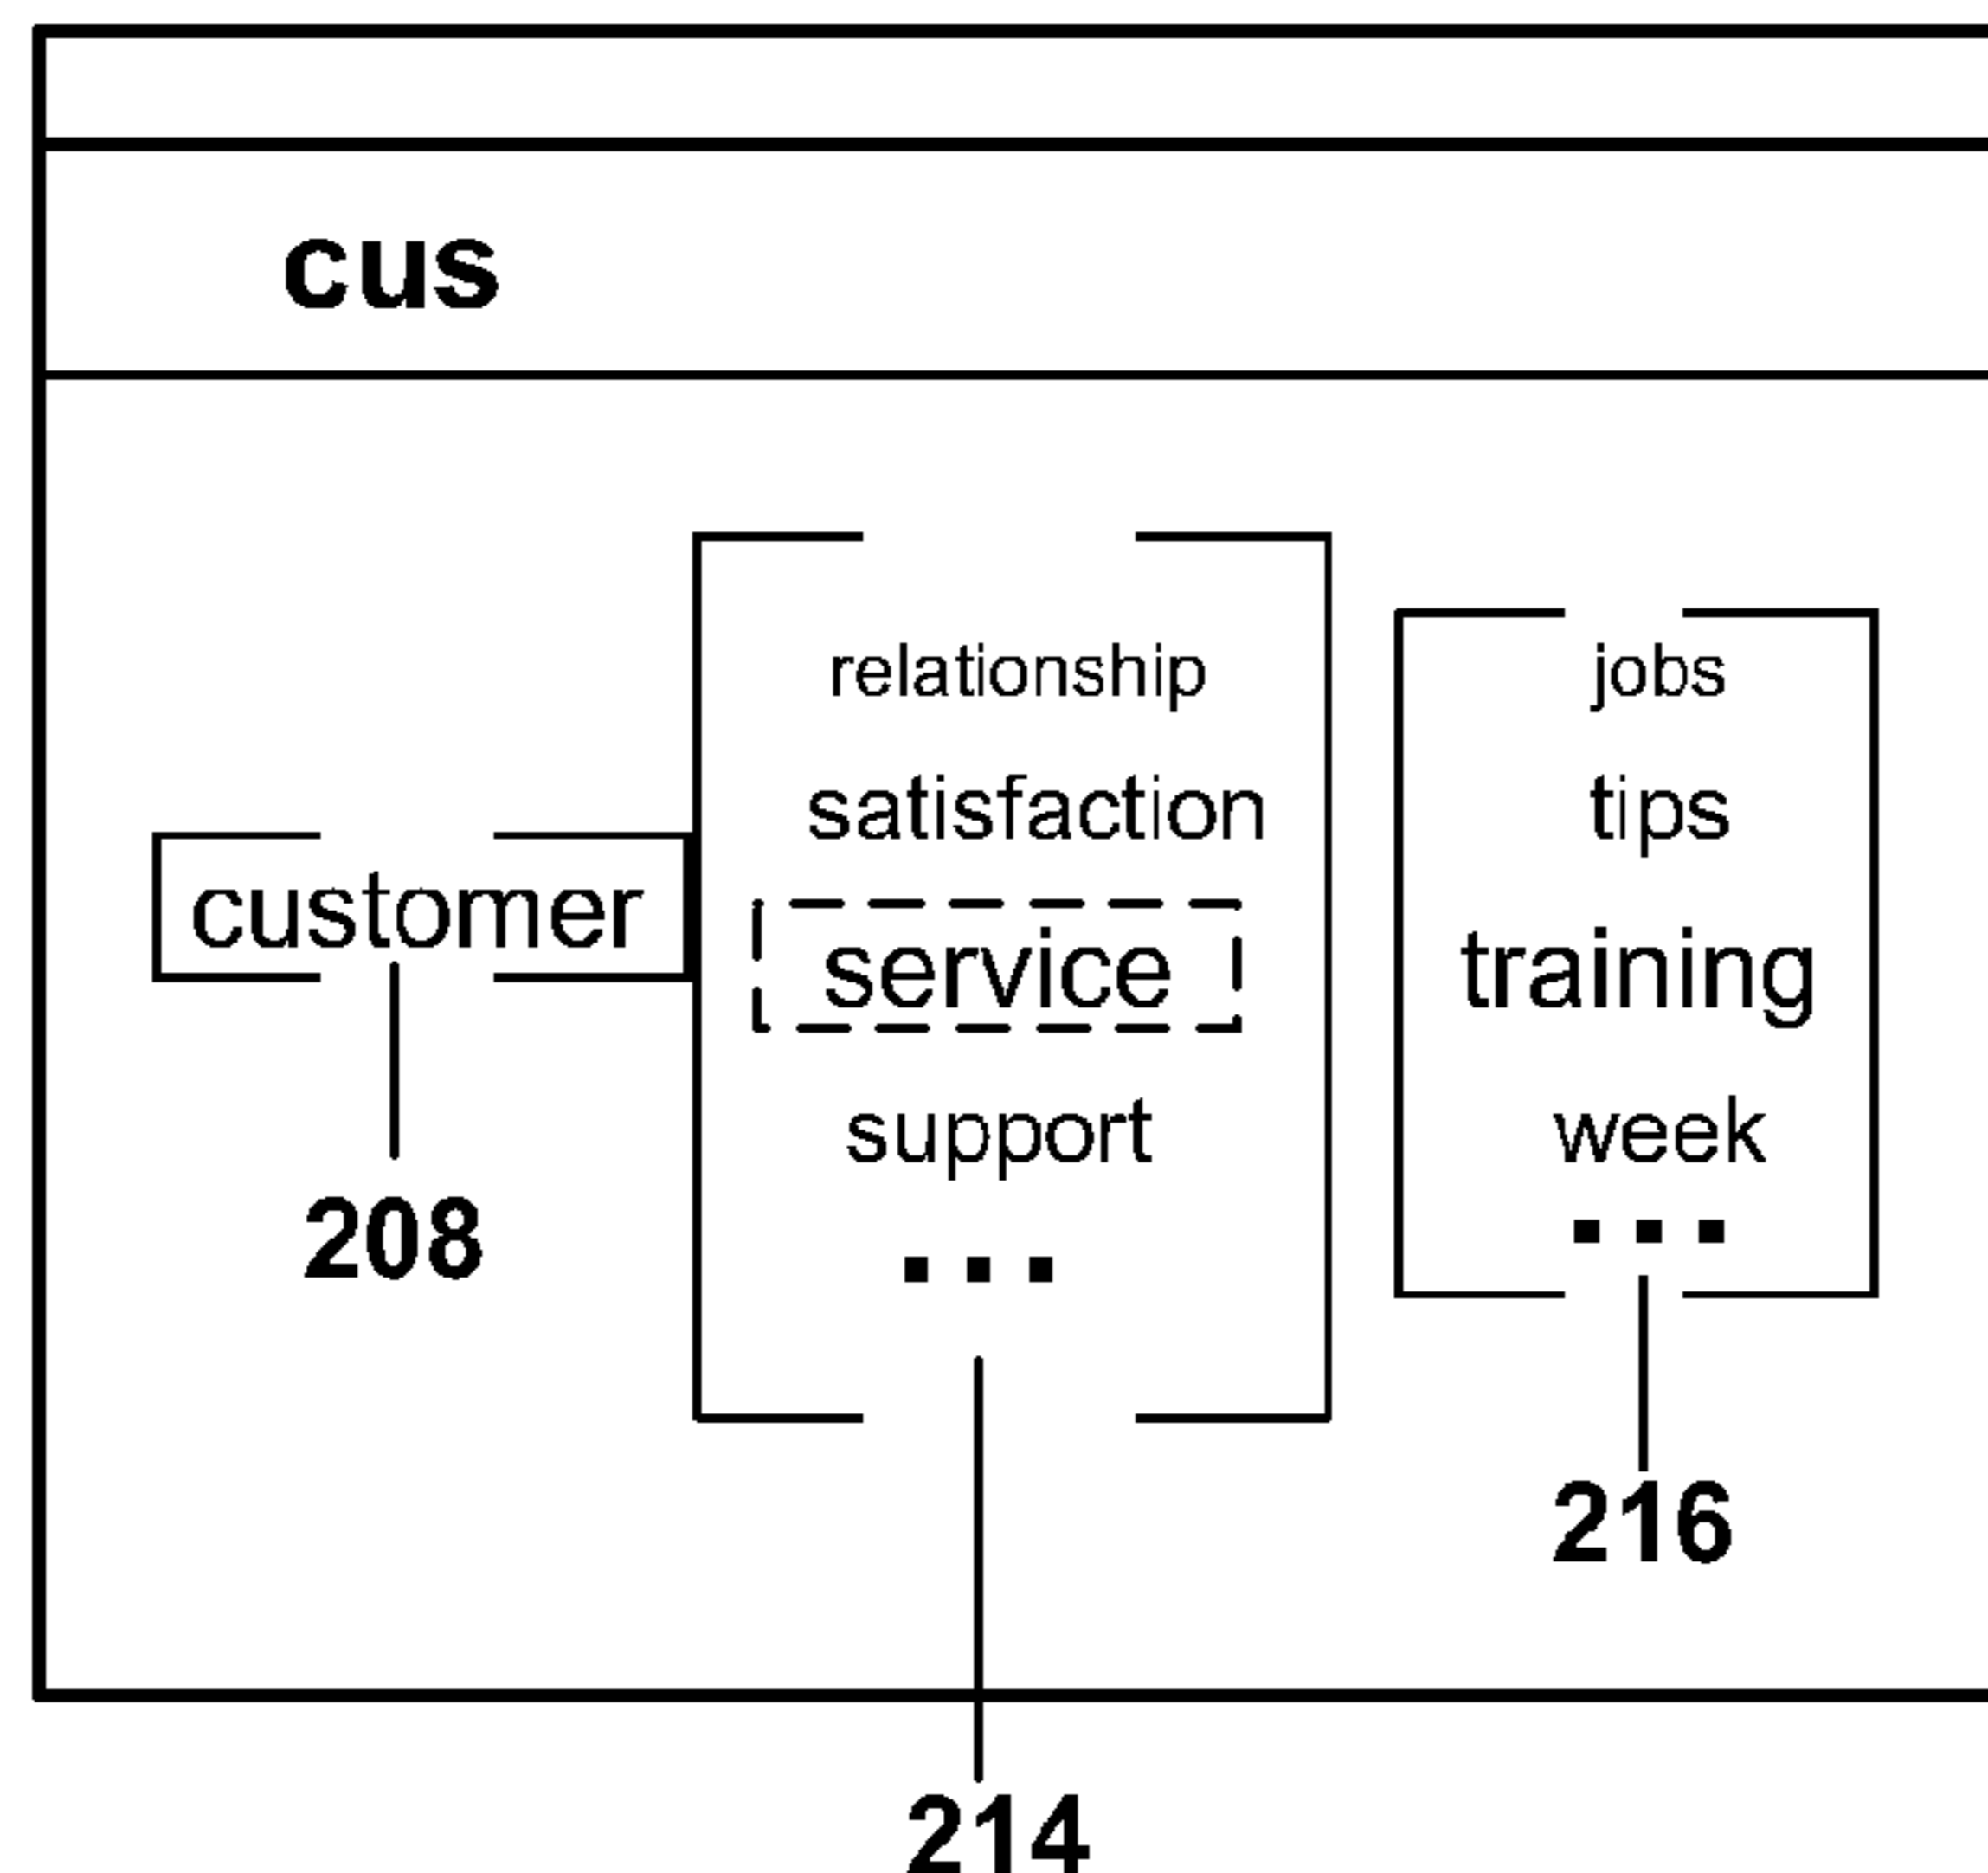 cus
customer
208
relationship
satisfaction
service
support
...
214
jobs
tips
training
week
...
216